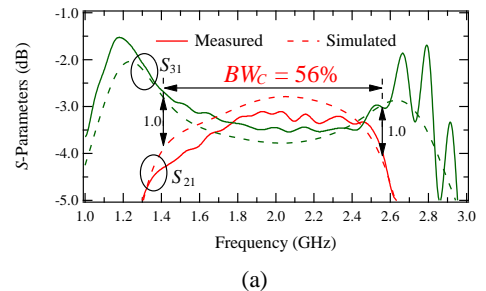 -1.0
-2.0
-3.0
-4.0
-5.0
S-Parameters (dB)
Measured
Simulated
S31
BWC = 56%
1.0
1.0
S21
1.0 1.2 1.4 1.6 1.8 2.0 2.2 2.4 2.6 2.8 3.0
Frequency (GHz)
(a)